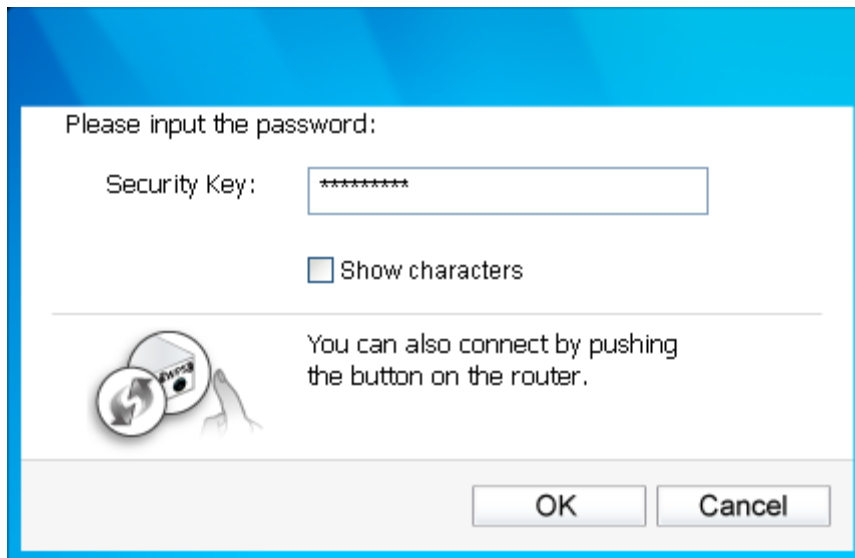 Please input the password:
Security Key:
*********
Show characters
WPS
You can also connect by pushing
the button on the router.
OK
Cancel